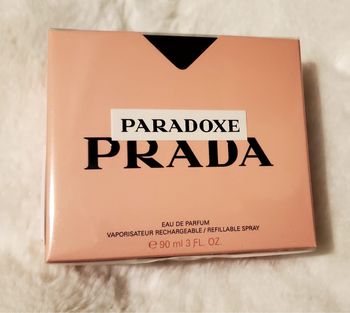 PARADOXE
PRADA
EAU DE PARFUM
VAPORISATEUR RECHARGEABLE / REFILLABLE SPRAY
℮ 90 ml 3 FL. OZ.